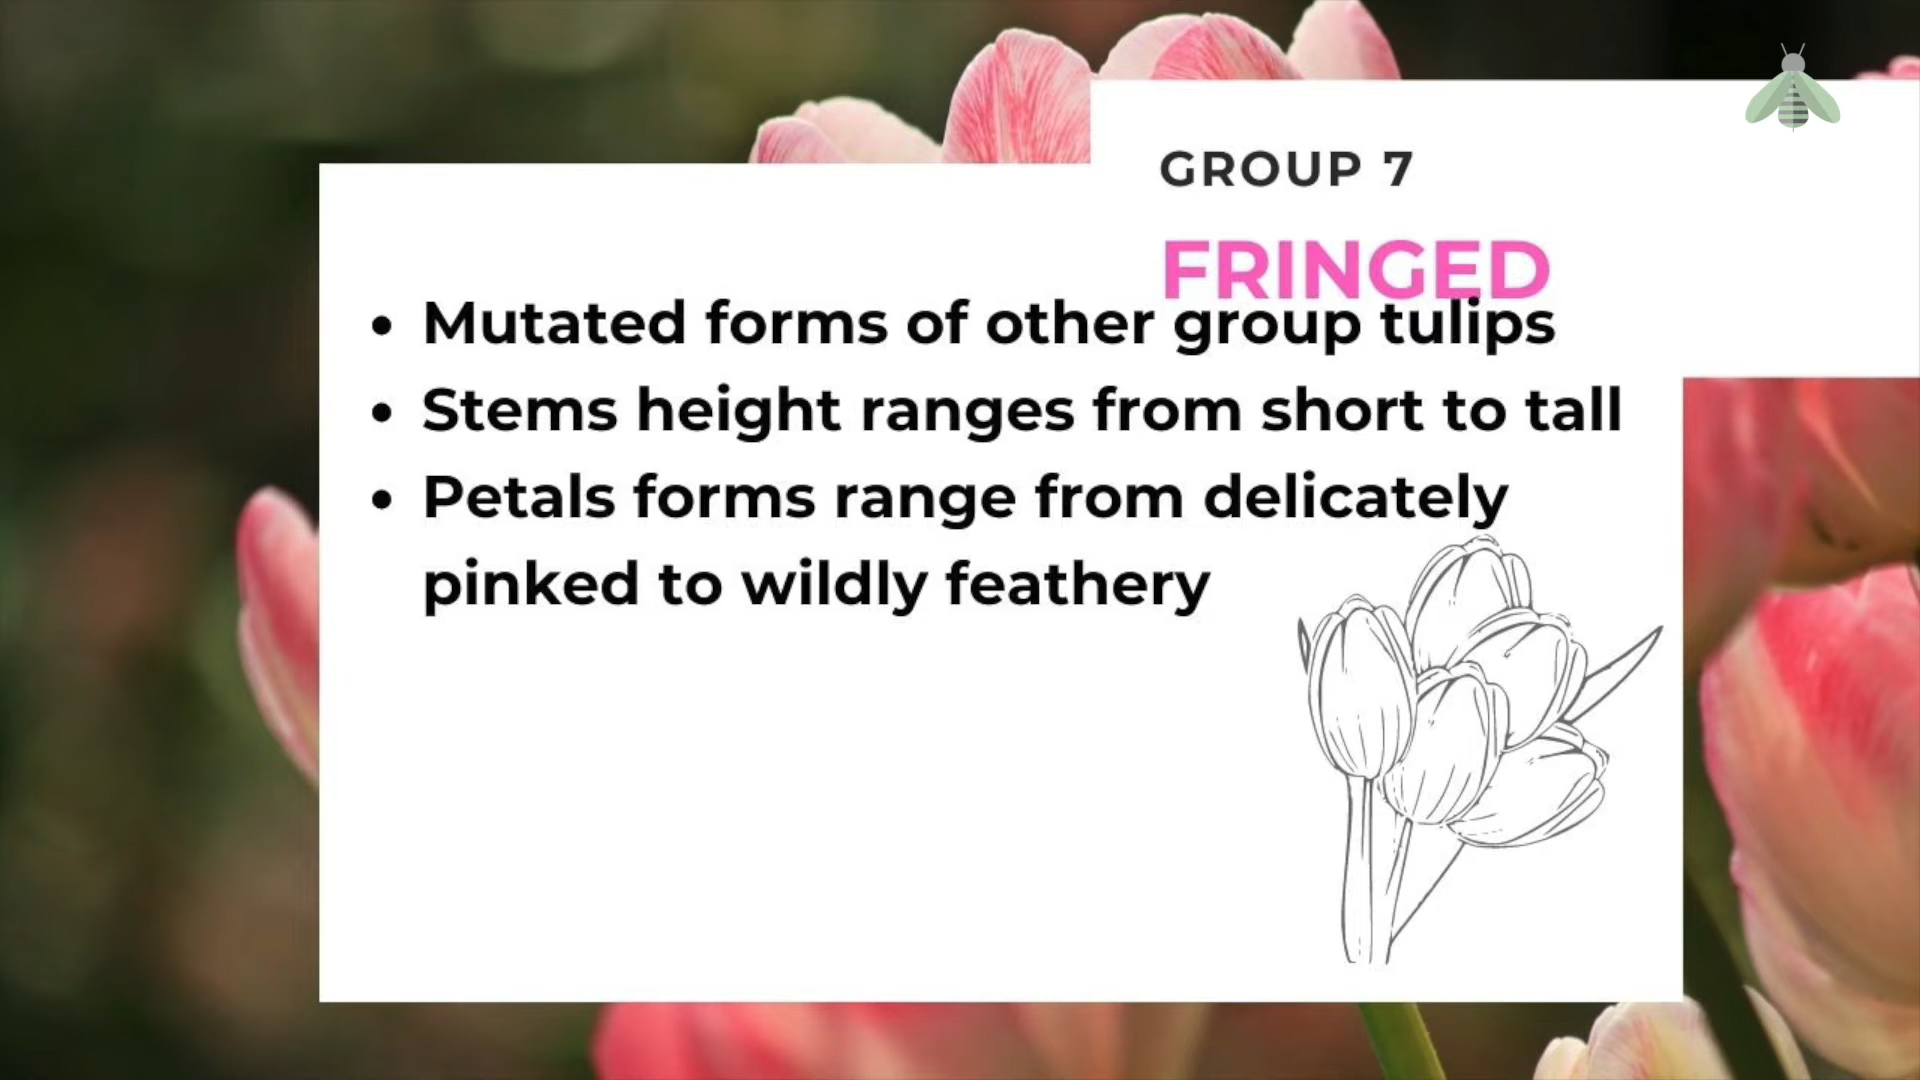 GROUP 7
FRINGED
• Mutated forms of other group tulips
• Stems height ranges from short to tall
• Petals forms range from delicately
pinked to wildly feathery